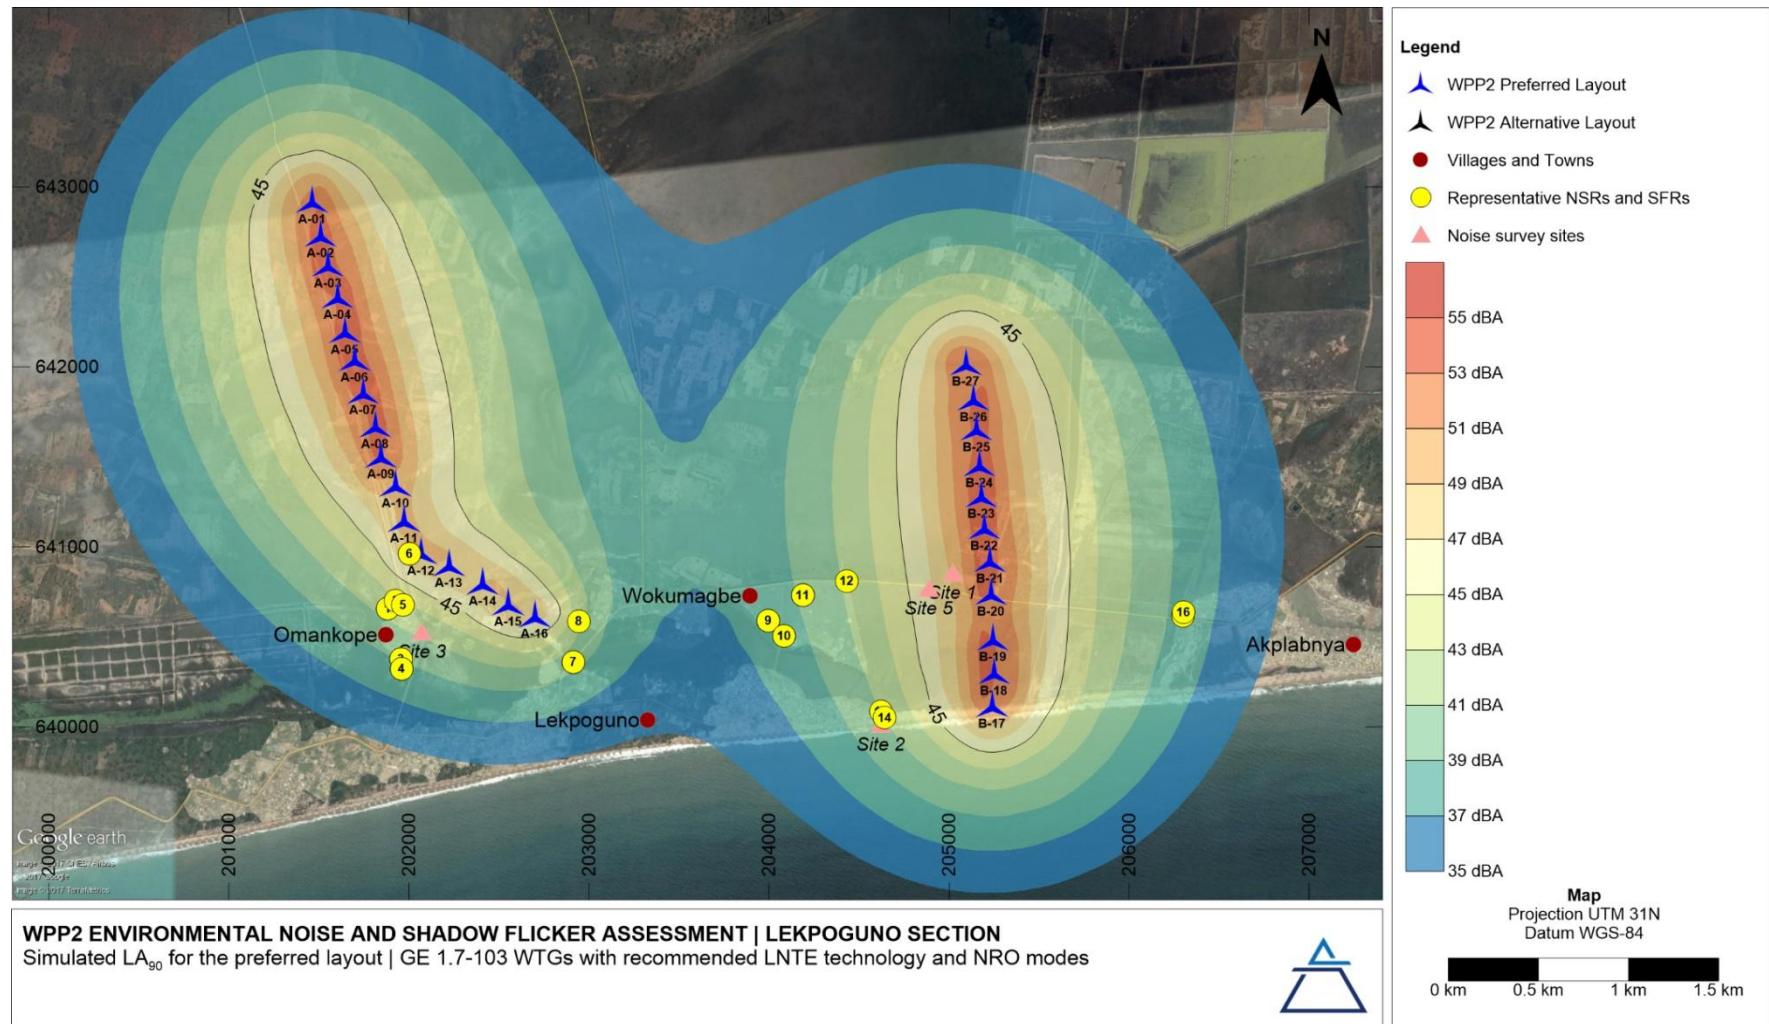 N
45
643000
A-01
A-02
A-03
A-04
642000
A-05
A-06
A-07
A-08
A-09
A-10
A-11
641000
6
A-12
A-13
A-14
45
A-15
A-16
5
Omankope
Site 3
4
8
7
Lekpoguno
640000
45
B-27
B-26
B-25
B-24
B-23
B-22
B-21
B-20
B-19
B-18
B-17
45
Wokumagbe
12
11
9
10
Site 1
Site 5
14
Site 2
16
Akplabnya
200000
201000
202000
203000
204000
205000
206000
207000
Google earth
Legend
WPP2 Preferred Layout
WPP2 Alternative Layout
Villages and Towns
Representative NSRs and SFRs
Noise survey sites
55 dBA
53 dBA
51 dBA
49 dBA
47 dBA
45 dBA
43 dBA
41 dBA
39 dBA
37 dBA
35 dBA
Map
Projection UTM 31N
Datum WGS-84
0 km 0.5 km 1 km 1.5 km
WPP2 ENVIRONMENTAL NOISE AND SHADOW FLICKER ASSESSMENT | LEKPOGUNO SECTION
Simulated LA90 for the preferred layout | GE 1.7-103 WTGs with recommended LNTE technology and NRO modes